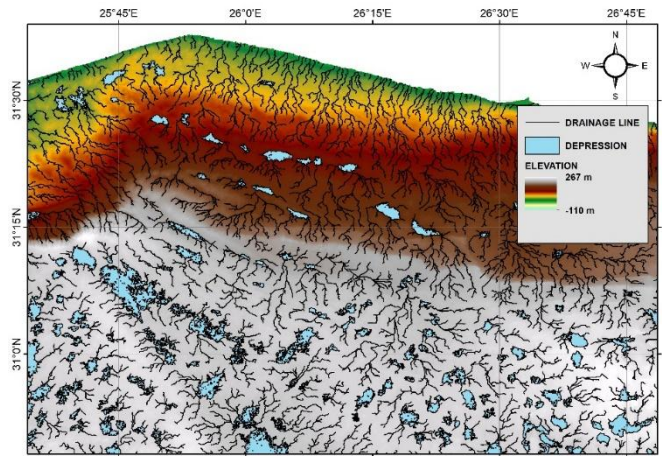 25°45'E 26°0'E 26°15'E 26°30'E 26°45'E
N
W E
S
31°30'N
31°15'N
31°0'N
DRAINAGE LINE
DEPRESSION
ELEVATION
267 m
-110 m